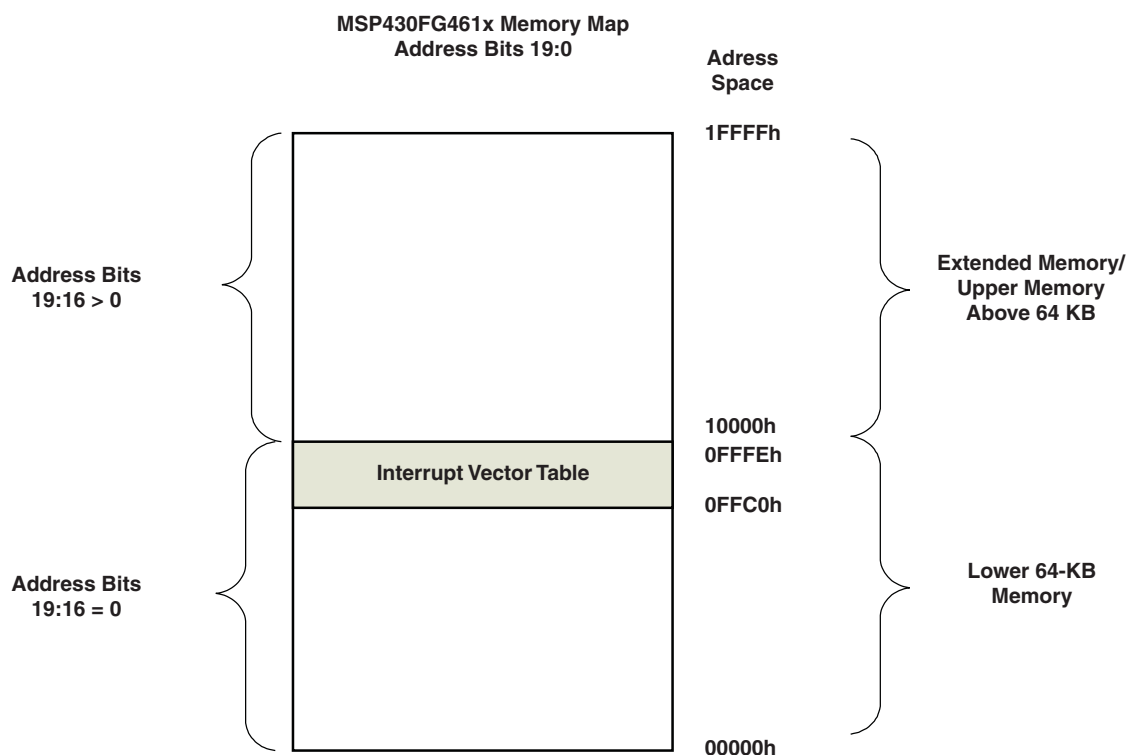 MSP430FG461x Memory Map
Address Bits 19:0
Adress
Space
1FFFFh
Address Bits
19:16 > 0
Extended Memory/
Upper Memory
Above 64 KB
10000h
0FFFEh
Interrupt Vector Table
0FFC0h
Address Bits
19:16 = 0
Lower 64-KB
Memory
00000h